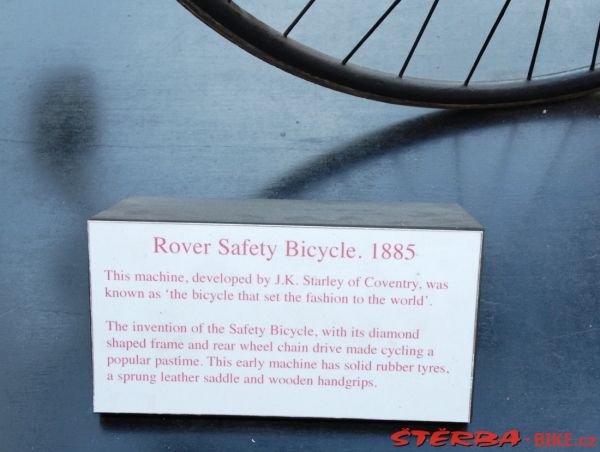 Rover Safety Bicycle. 1885
This machine, developed by J.K. Starley of Coventry, was
known as ‘the bicycle that set the fashion to the world’.
The invention of the Safety Bicycle, with its diamond
shaped frame and rear wheel chain drive made cycling a
popular pastime. This early machine has solid rubber tyres,
a sprung leather saddle and wooden handgrips.
ŠTĚRBA-BIKE.cz